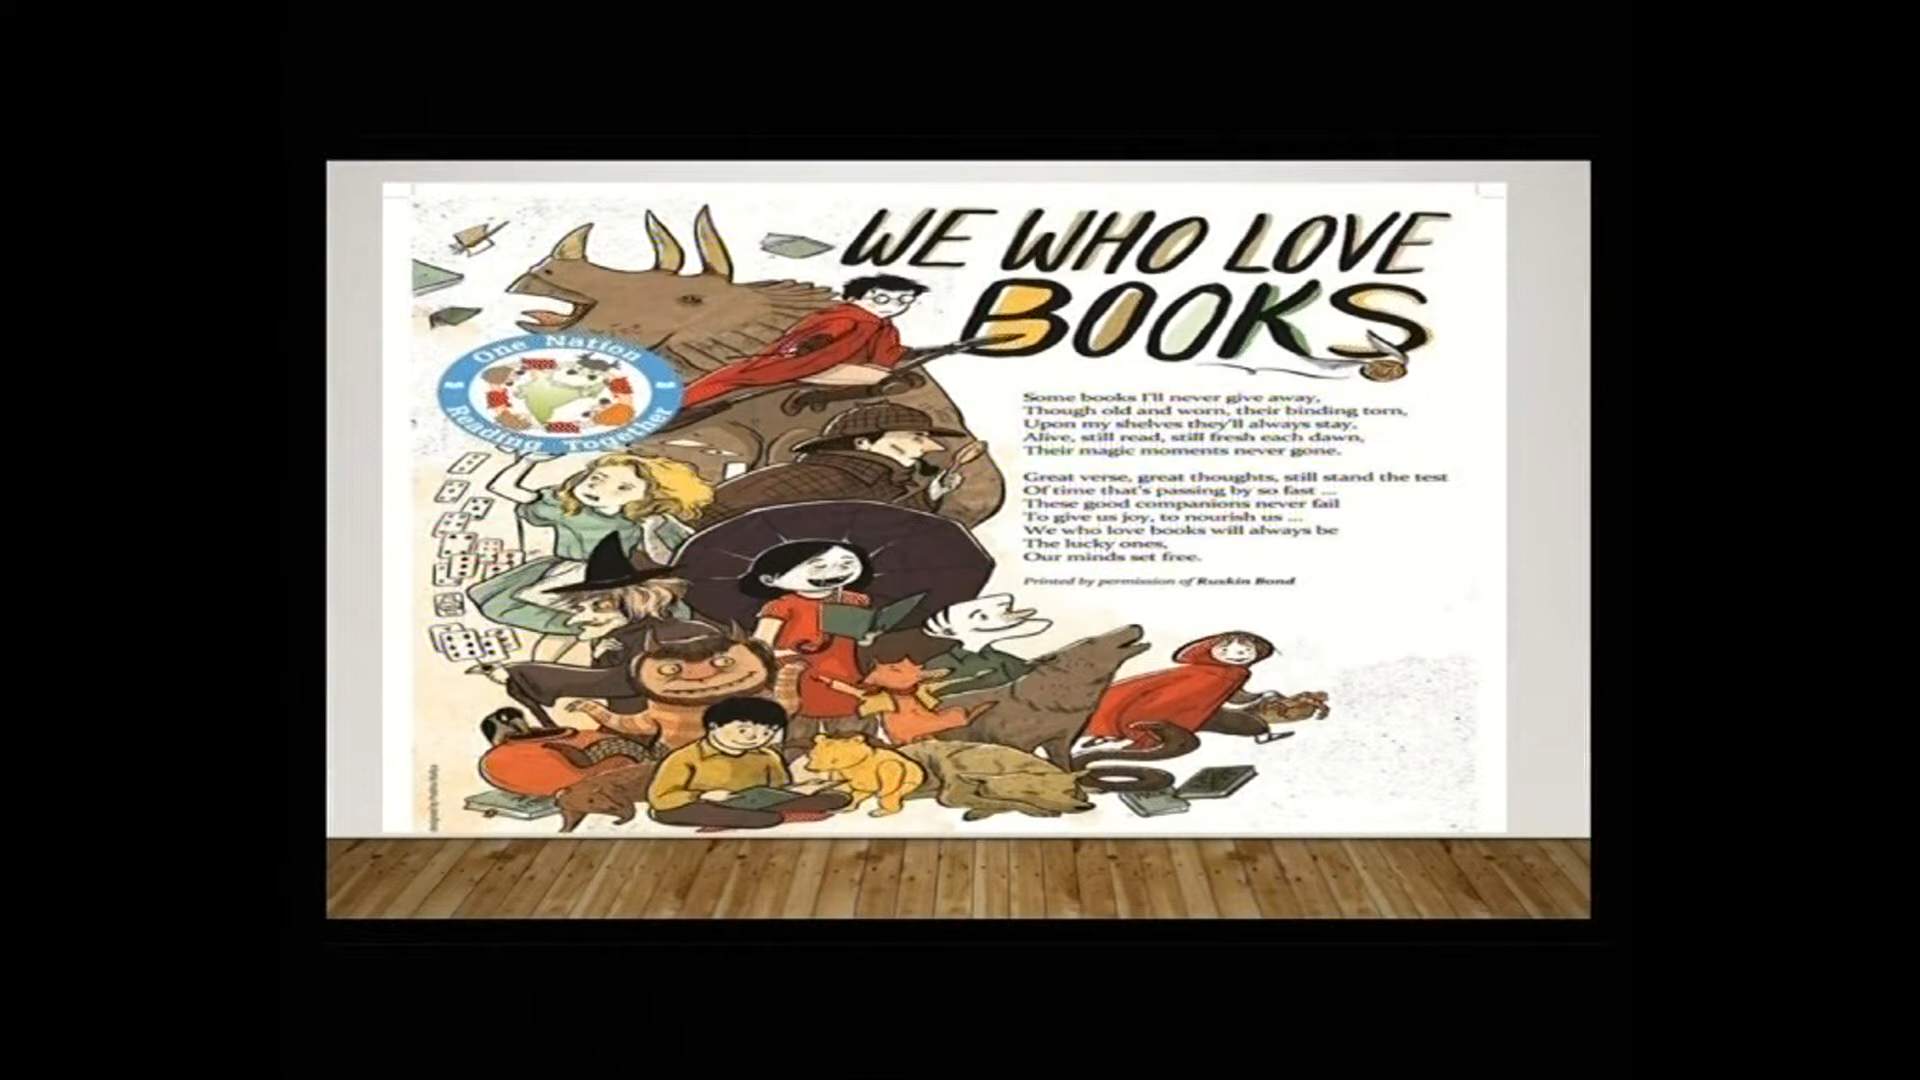 WE WHO LOVE
BOOKS
One Nation
Reading Together
Some books I'll never give away,
Though old and worn, their binding torn,
Upon my shelves they'll always stay,
Alive, still read, still fresh each dawn,
Their magic moments never gone.
Great verse, great thoughts, still stand the test
Of time that's passing by so fast ...
These good companions never fail
To give us joy, to nourish us ...
We who love books will always be
The lucky ones,
Our minds set free.
Printed by permission of Ruskin Bond